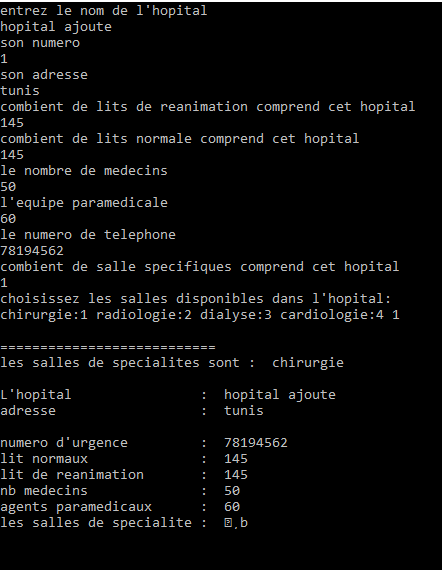 entrez le nom de l'hopital
hopital ajoute
son numero
1
son adresse
tunis
combient de lits de reanimation comprend cet hopital
145
combient de lits normale comprend cet hopital
145
le nombre de medecins
50
l'equipe paramedicale
60
le numero de telephone
78194562
combient de salle specifiques comprend cet hopital
1
choisissez les salles disponibles dans l'hopital:
chirurgie:1 radiologie:2 dialyse:3 cardiologie:4 1
===========================
les salles de specialites sont :  chirurgie
L'hopital                :  hopital ajoute
adresse                  :  tunis
numero d'urgence         :  78194562
lit normaux              :  145
lit de reanimation       :  145
nb medecins              :  50
agents paramedicaux      :  60
les salles de specialite :  b